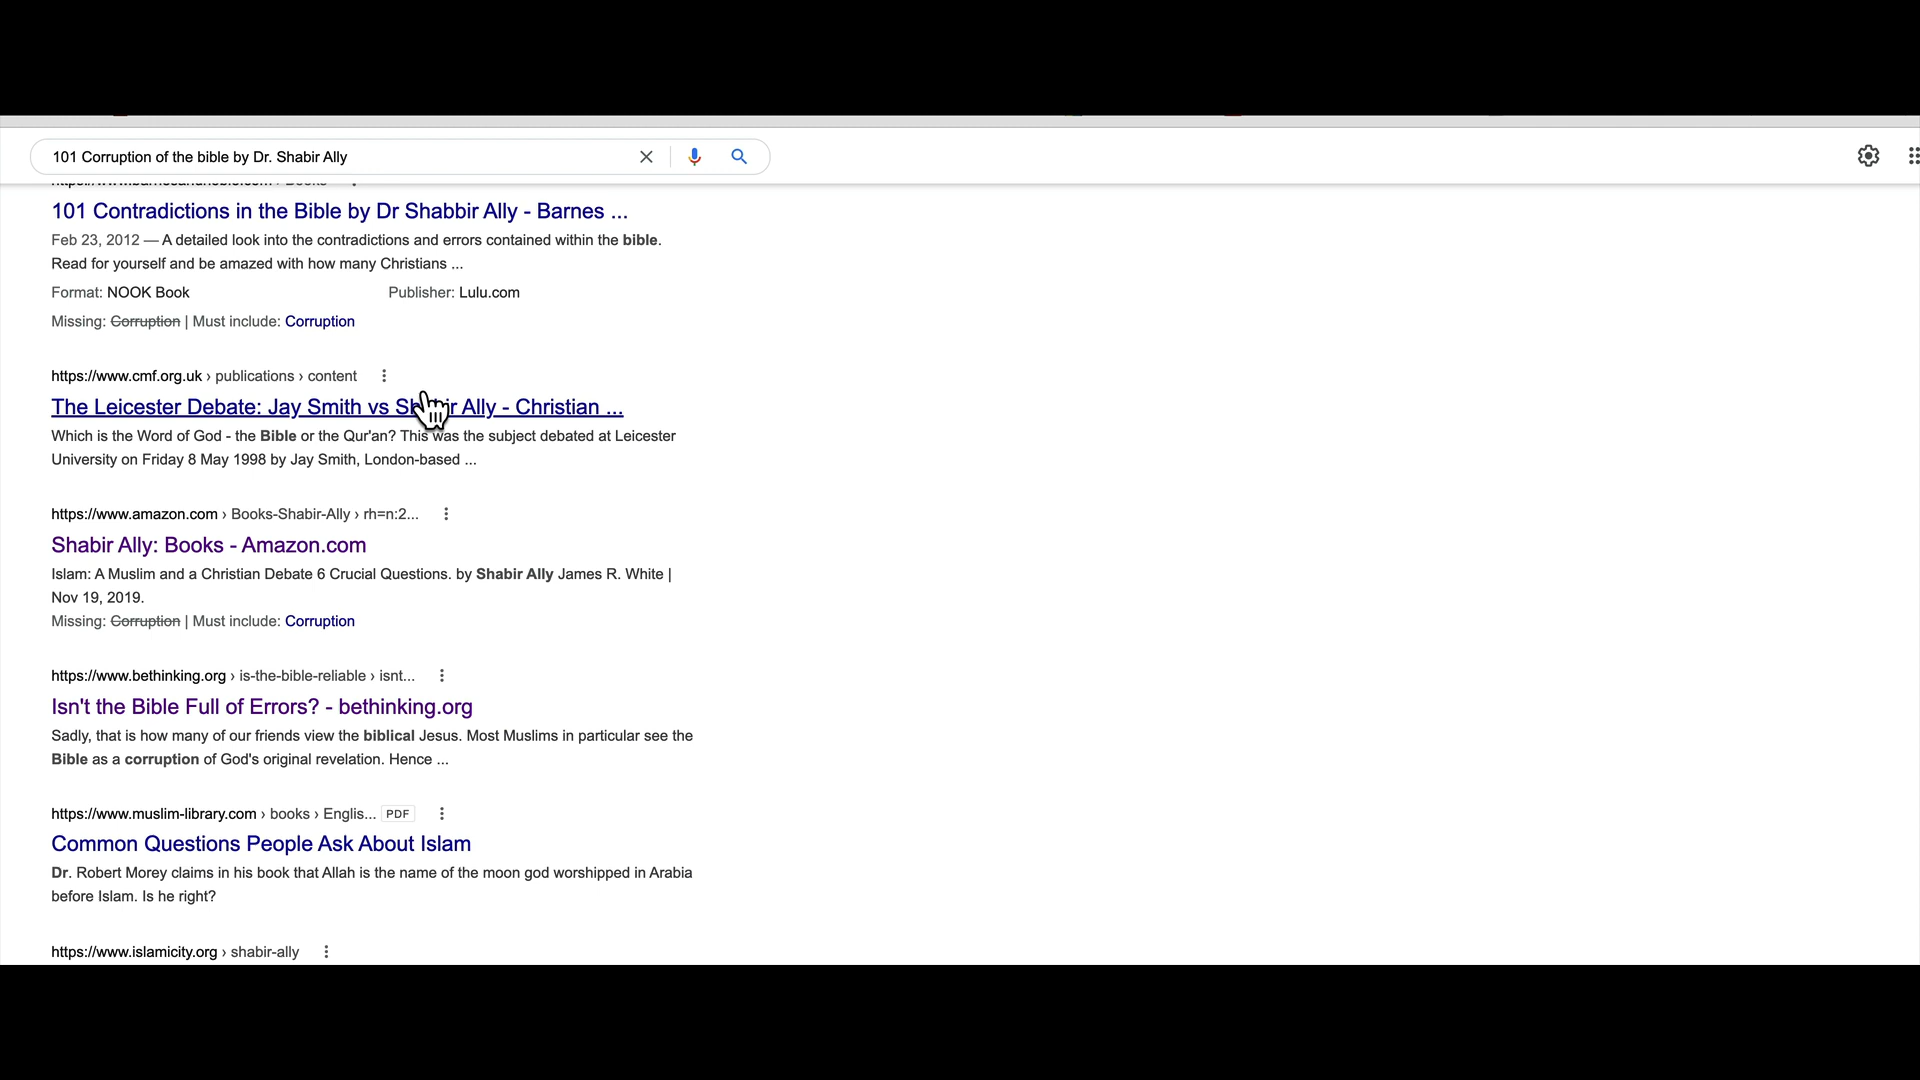 101 Corruption of the bible by Dr. Shabir Ally
101 Contradictions in the Bible by Dr Shabbir Ally - Barnes ...
Feb 23, 2012 — A detailed look into the contradictions and errors contained within the bible.
Read for yourself and be amazed with how many Christians ...
Format: NOOK Book Publisher: Lulu.com
Missing: Corruption | Must include: Corruption
https://www.cmf.org.uk › publications › content
The Leicester Debate: Jay Smith vs Ally - Christian ...
Which is the Word of God - the Bible or the Qur'an? This was the subject debated at Leicester
University on Friday 8 May 1998 by Jay Smith, London-based ...
https://www.amazon.com › Books-Shabir-Ally › rh=n:2...
Shabir Ally: Books - Amazon.com
Islam: A Muslim and a Christian Debate 6 Crucial Questions. by Shabir Ally James R. White |
Nov 19, 2019.
Missing: Corruption | Must include: Corruption
https://www.bethinking.org › is-the-bible-reliable › isnt...
Isn't the Bible Full of Errors? - bethinking.org
Sadly, that is how many of our friends view the biblical Jesus. Most Muslims in particular see the
Bible as a corruption of God's original revelation. Hence ...
https://www.muslim-library.com › books › Englis... PDF
Common Questions People Ask About Islam
Dr. Robert Morey claims in his book that Allah is the name of the moon god worshipped in Arabia
before Islam. Is he right?
https://www.islamicity.org › shabir-ally